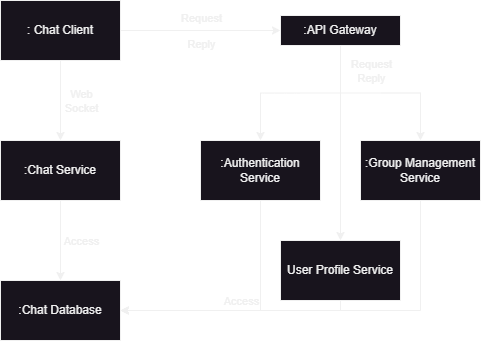 : Chat Client
Request
Reply
:API Gateway
Request
Reply
Web
Socket
:Chat Service
:Authentication
Service
:Group Management
Service
Access
User Profile Service
:Chat Database
Access